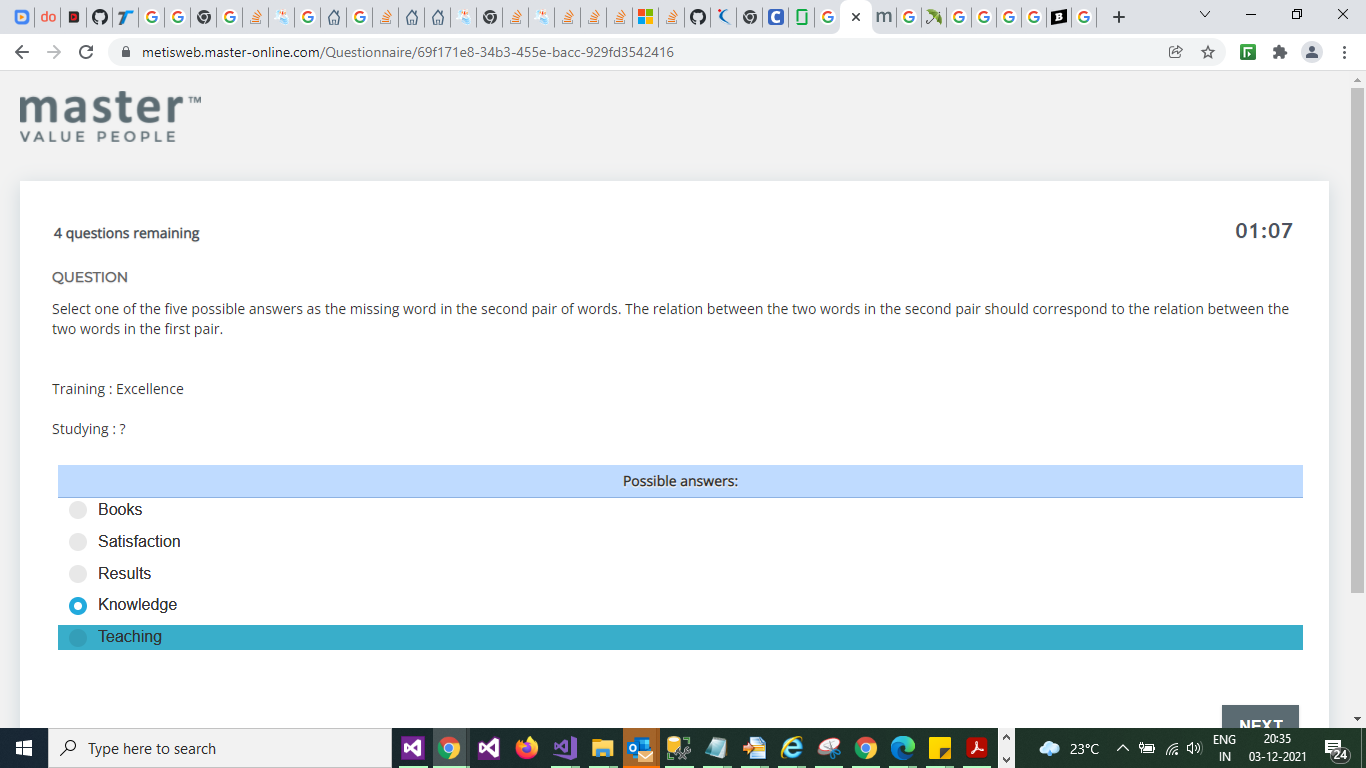 do
metisweb.master-online.com/Questionnaire/69f171e8-34b3-455e-bacc-929fd3542416
master™
VALUE PEOPLE
4 questions remaining
01:07
QUESTION
Select one of the five possible answers as the missing word in the second pair of words. The relation between the two words in the second pair should correspond to the relation between the
two words in the first pair.
Training : Excellence
Studying : ?
Possible answers:
Books
Satisfaction
Results
Knowledge
Teaching
NEXT
Type here to search
23°C
ENG
IN
20:35
03-12-2021
24